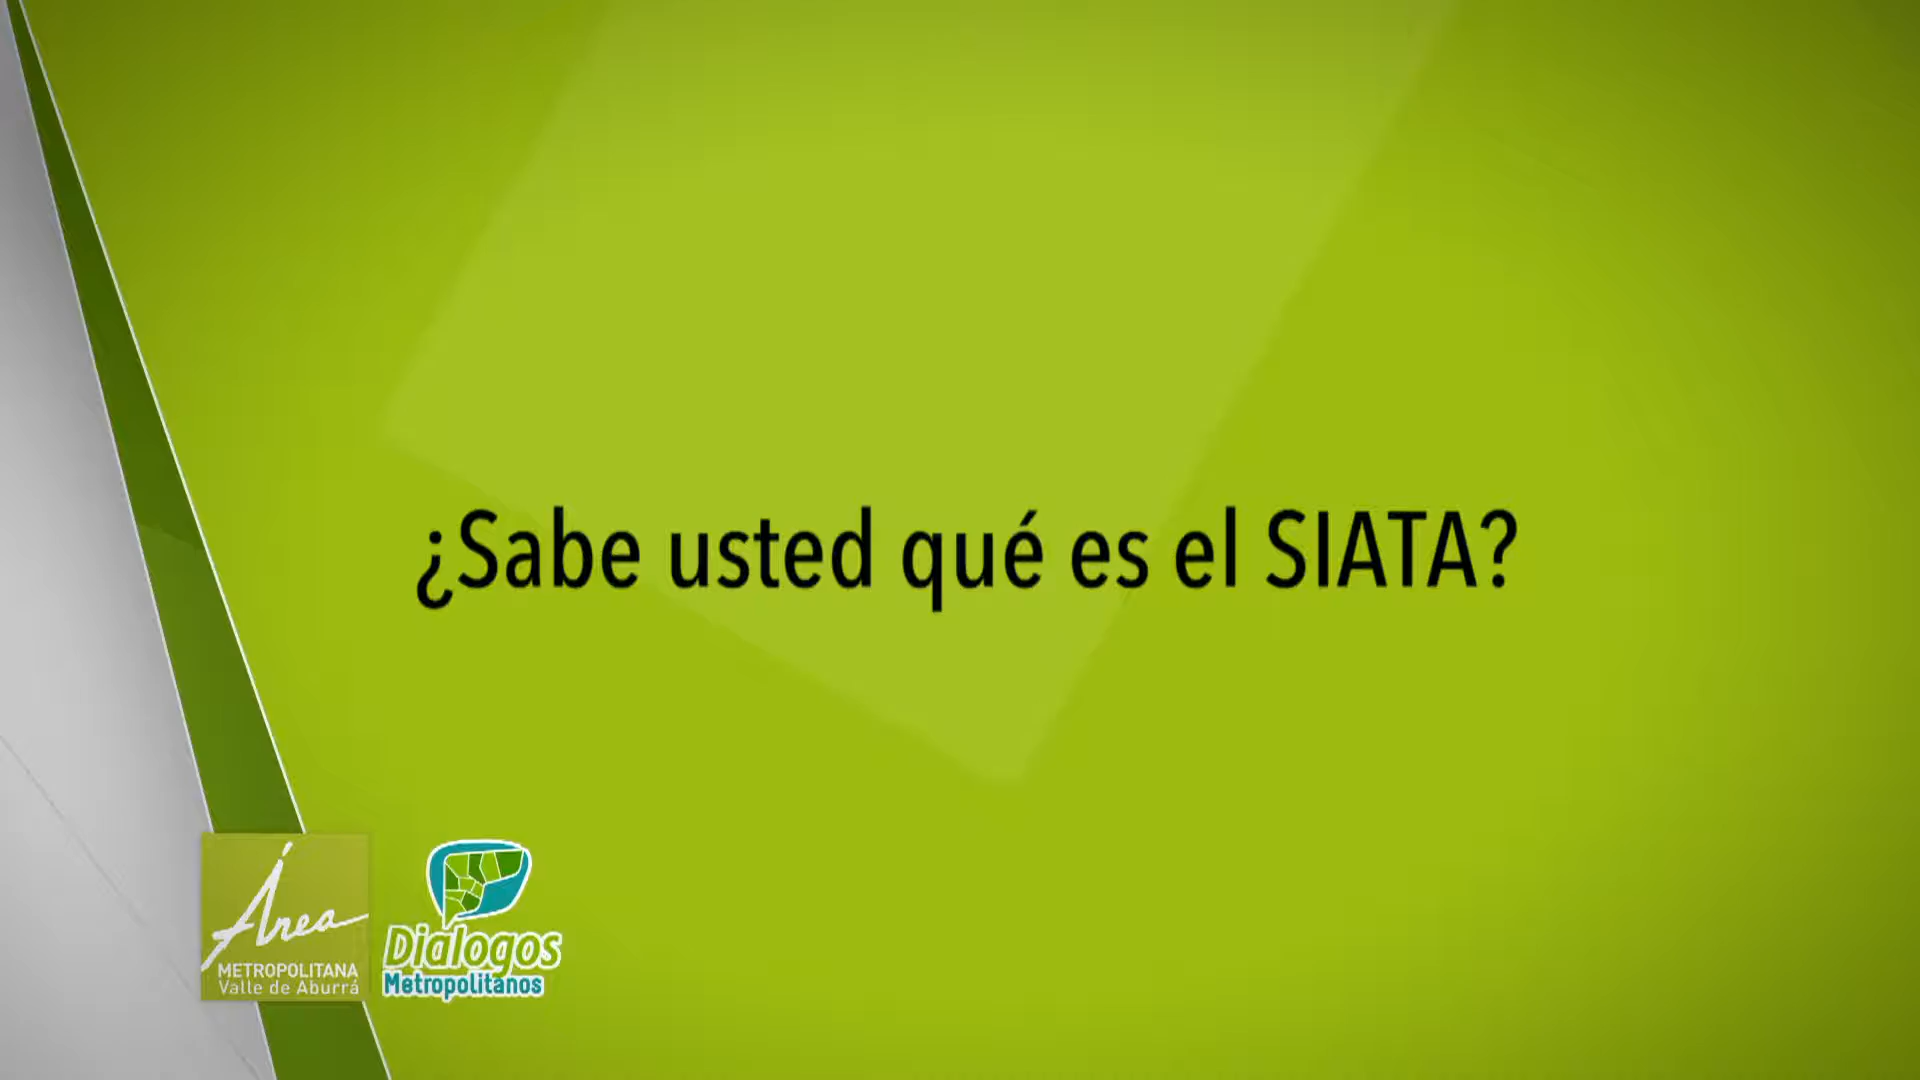 ¿Sabe usted qué es el SIATA?
Área
METROPOLITANA
Valle de Aburrá
Dialogos
Metropolitanos